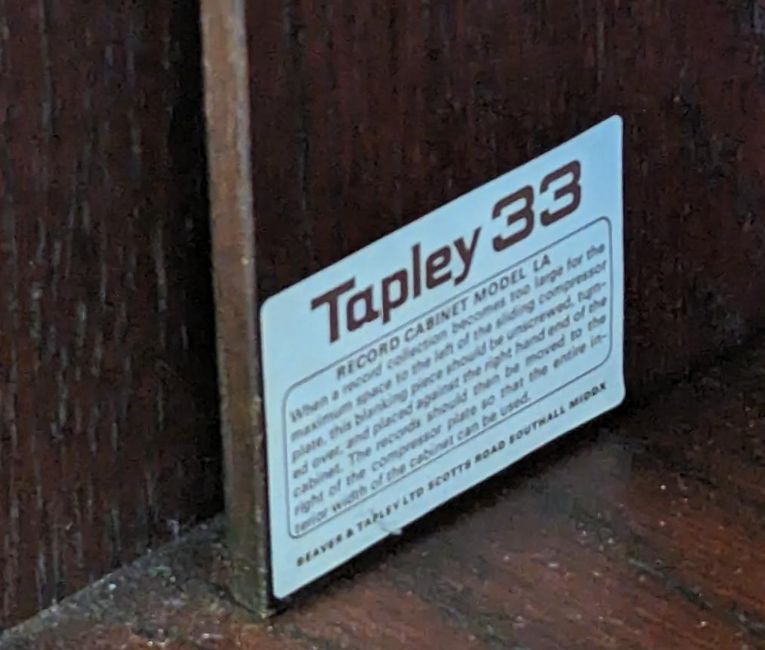 Tapley 33
RECORD CABINET MODEL LA
When a record collection becomes too large for the
maximum space to the left of the sliding compressor
plate, this blanking piece should be unscrewed, turn-
ed over, and placed against the right hand end of the
cabinet. The records should then be moved to the
right of the compressor plate so that the entire in-
terior width of the cabinet can be used.
BEAVER & TAPLEY LTD SCOTTS ROAD SOUTHALL MIDDX